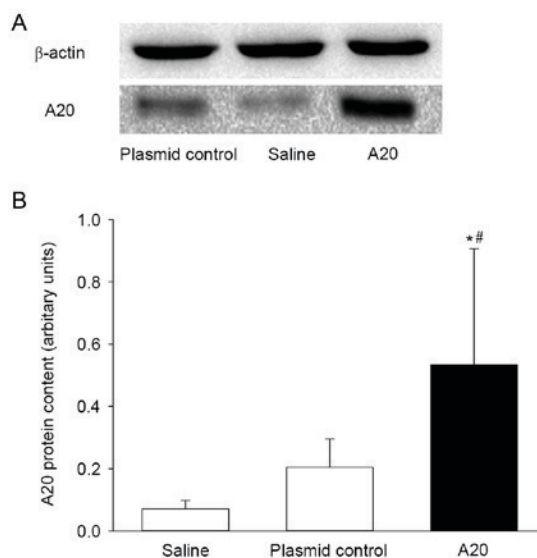 A
β-actin
A20
Plasmid control Saline A20
B
A20 protein content (arbitary units)
1.0
0.8
0.6
0.4
0.2
0.0
*#
Saline Plasmid control A20